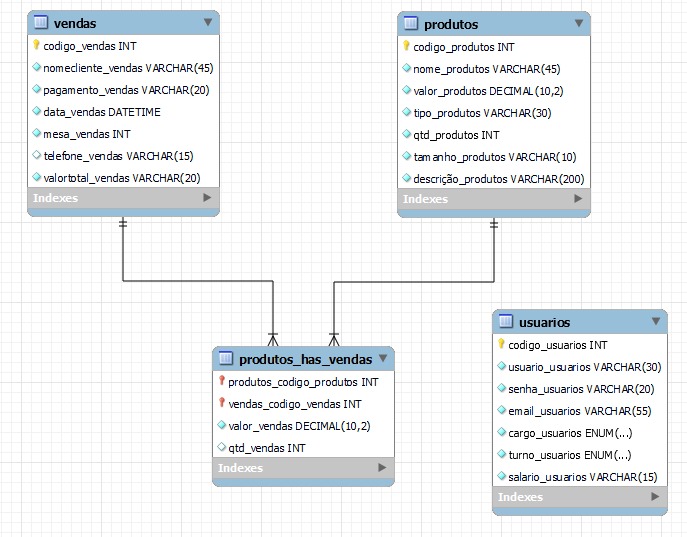 vendas
codigo_vendas INT
nomecliente_vendas VARCHAR(45)
pagamento_vendas VARCHAR(20)
data_vendas DATETIME
mesa_vendas INT
telefone_vendas VARCHAR(15)
valortotal_vendas VARCHAR(20)
Indexes
produtos
codigo_produtos INT
nome_produtos VARCHAR(45)
valor_produtos DECIMAL(10,2)
tipo_produtos VARCHAR(30)
qtd_produtos INT
tamanho_produtos VARCHAR(10)
descrição_produtos VARCHAR(200)
Indexes
produtos_has_vendas
produtos_codigo_produtos INT
vendas_codigo_vendas INT
valor_vendas DECIMAL(10,2)
qtd_vendas INT
Indexes
usuarios
codigo_usuarios INT
usuario_usuarios VARCHAR(30)
senha_usuarios VARCHAR(20)
email_usuarios VARCHAR(55)
cargo_usuarios ENUM(...)
turno_usuarios ENUM(...)
salario_usuarios VARCHAR(15)
Indexes